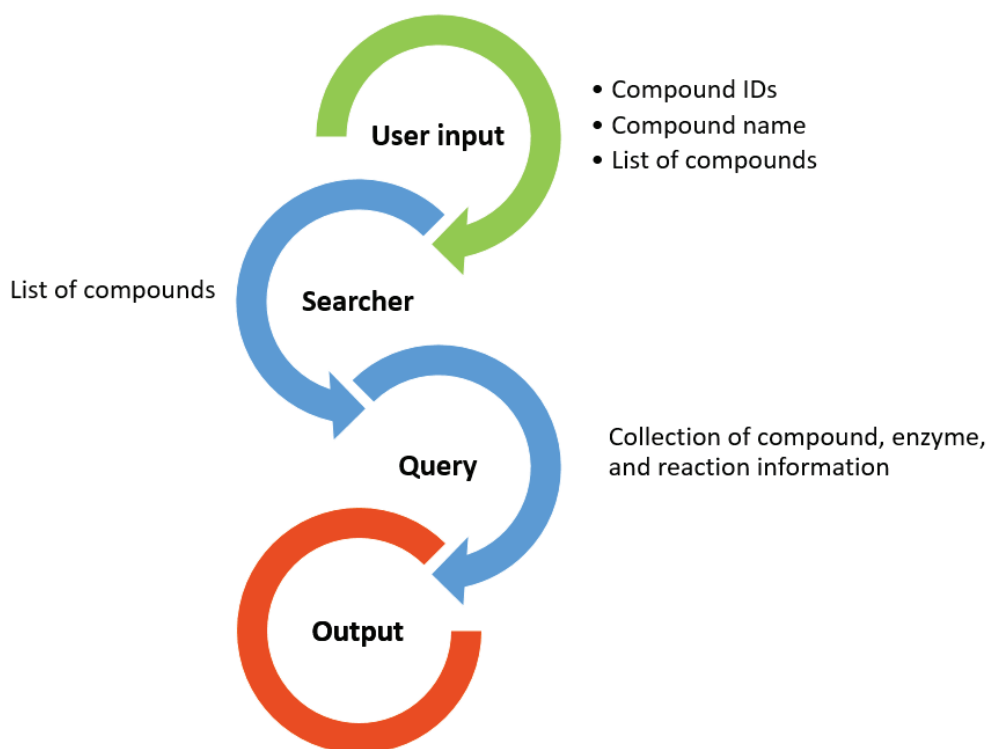 User input
• Compound IDs
• Compound name
• List of compounds
List of compounds
Searcher
Query
Collection of compound, enzyme,
and reaction information
Output